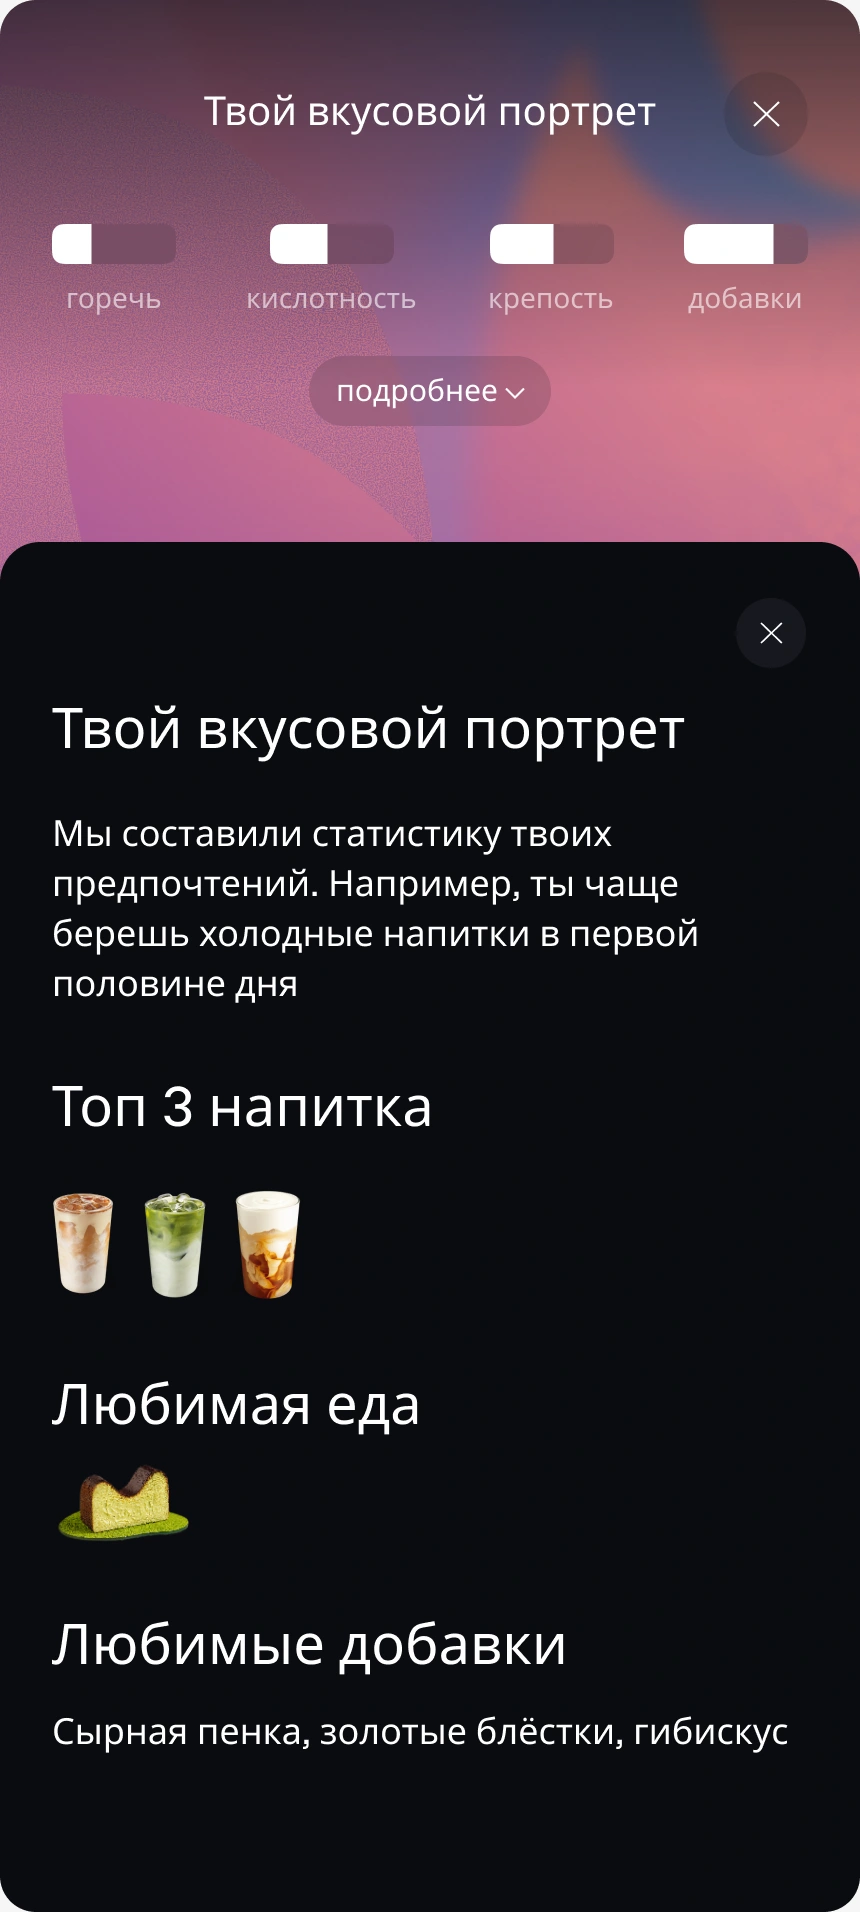 Твой вкусовой портрет
горечь кислотность крепость добавки
подробнее
Твой вкусовой портрет
Мы составили статистику твоих
предпочтений. Например, ты чаще
берешь холодные напитки в первой
половине дня
Топ 3 напитка
Любимая еда
Любимые добавки
Сырная пенка, золотые блёстки, гибискус